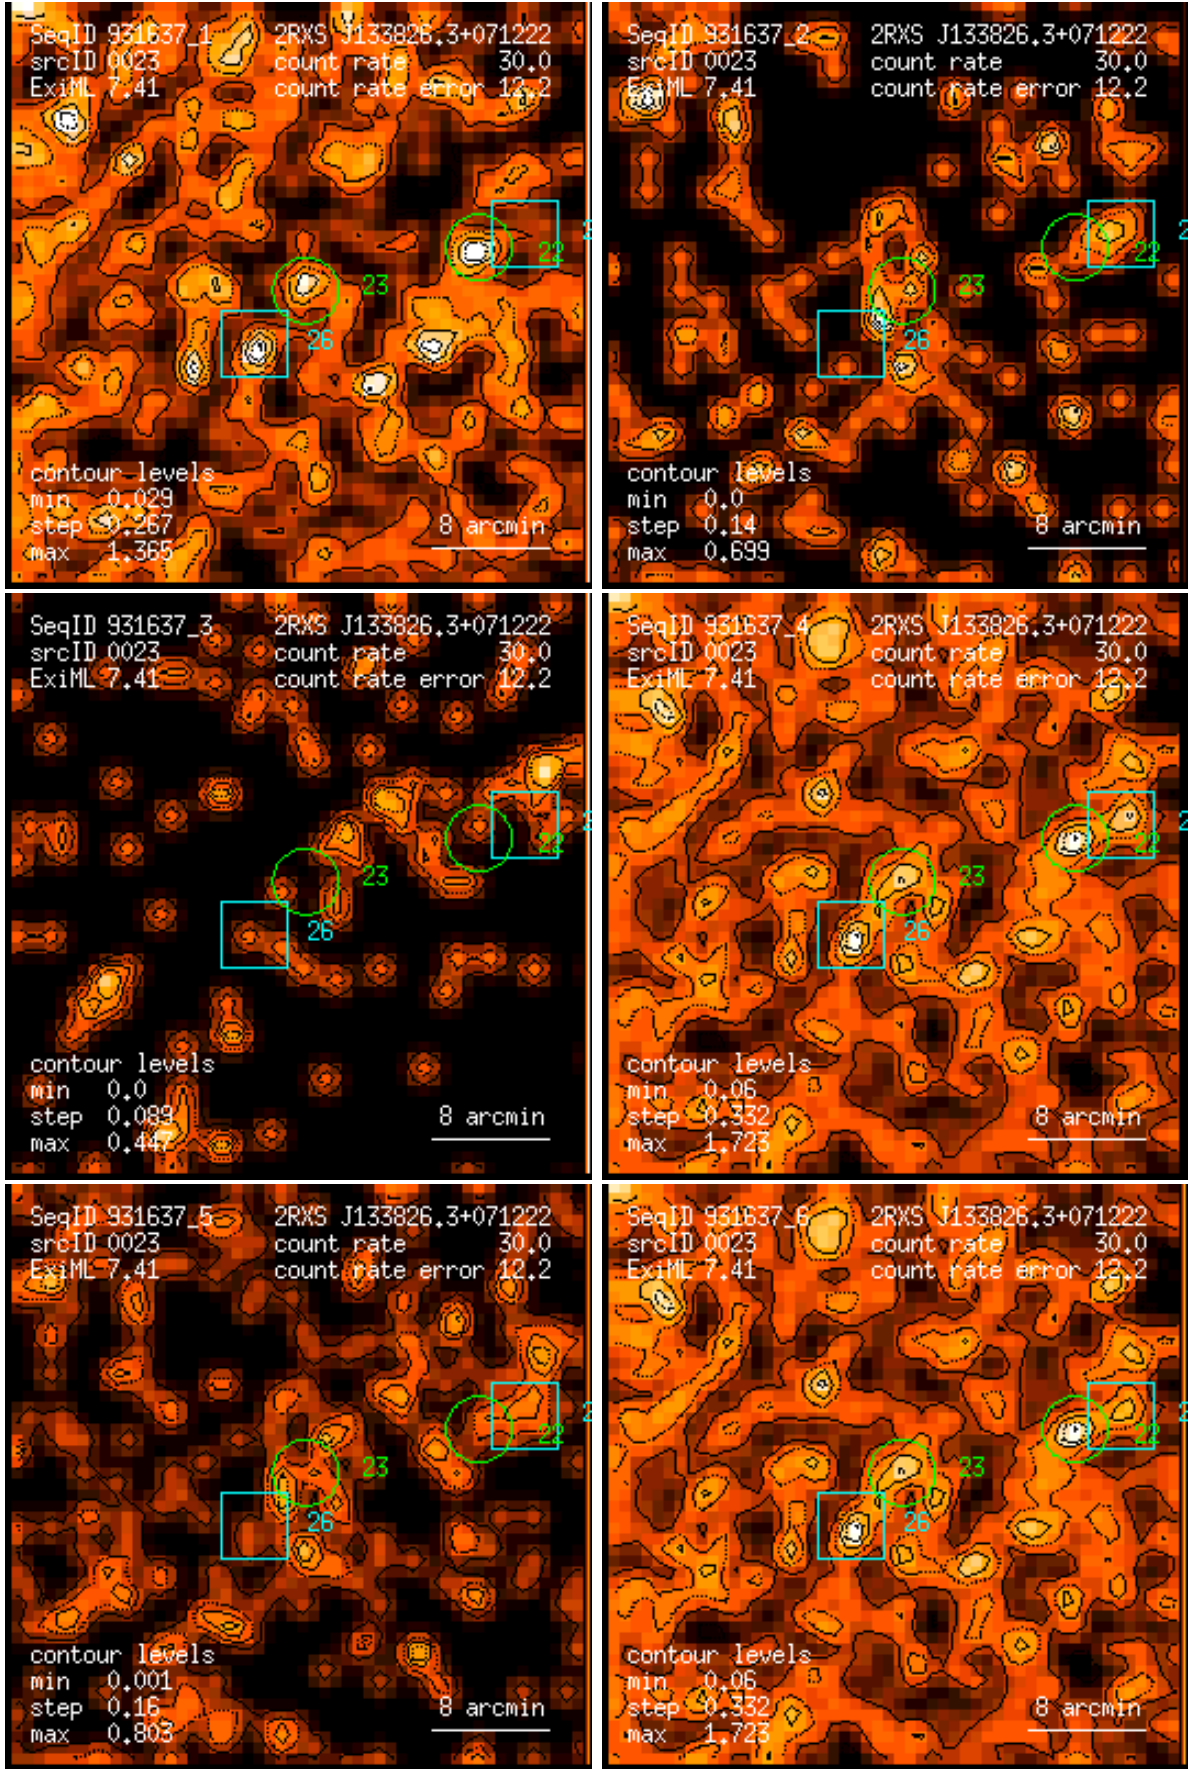 SeqID 931637_1 2RXS J133826.3+071222
srcID 0023 count rate 30.0
ExiML 7.41 count rate error 12.2
22
23
26
contour levels
min 0.029
step 0.267
max 1.365
8 arcmin
SeqID 931637_2 2RXS J133826.3+071222
srcID 0023 count rate 30.0
ExiML 7.41 count rate error 12.2
22
23
26
contour levels
min 0.0
step 0.14
max 0.699
8 arcmin
SeqID 931637_3 2RXS J133826.3+071222
srcID 0023 count rate 30.0
ExiML 7.41 count rate error 12.2
22
23
26
contour levels
min 0.0
step 0.089
max 0.447
8 arcmin
SeqID 931637_4 2RXS J133826.3+071222
srcID 0023 count rate 30.0
ExiML 7.41 count rate error 12.2
22
23
26
contour levels
min 0.06
step 0.332
max 1.723
8 arcmin
SeqID 931637_5 2RXS J133826.3+071222
srcID 0023 count rate 30.0
ExiML 7.41 count rate error 12.2
22
23
26
contour levels
min 0.001
step 0.16
max 0.803
8 arcmin
SeqID 931637_6 2RXS J133826.3+071222
srcID 0023 count rate 30.0
ExiML 7.41 count rate error 12.2
22
23
26
contour levels
min 0.06
step 0.332
max 1.723
8 arcmin